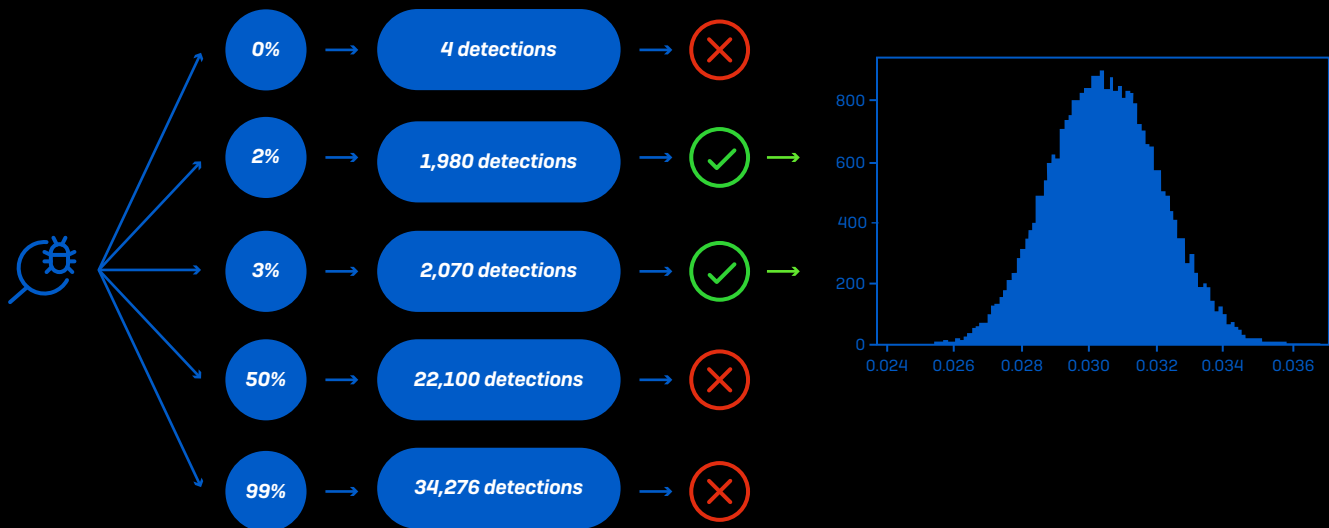 0%
4 detections
2%
1,980 detections
3%
2,070 detections
50%
22,100 detections
99%
34,276 detections
800
600
400
200
0
0.024 0.026 0.028 0.030 0.032 0.034 0.036